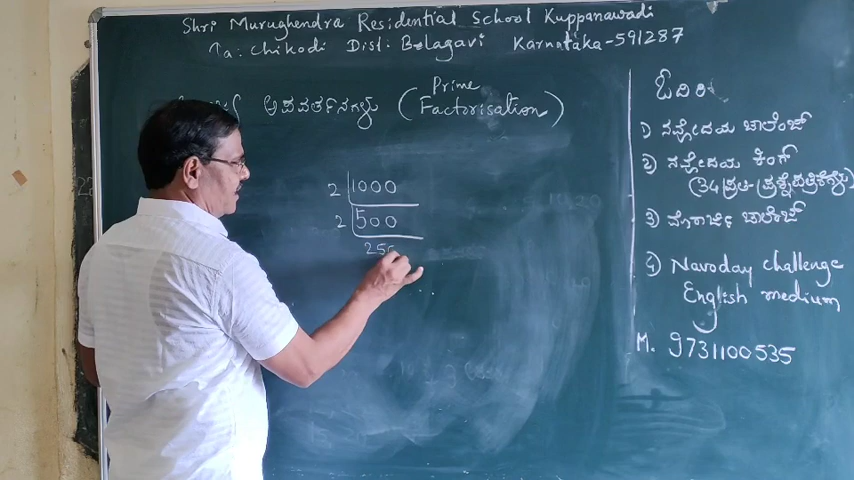 Shri Murughendra Residential School Kuppanawadi
Ta: Chikodi Dist: Belagavi Karnataka-591287
ಅಪವರ್ತನಗಳು (Prime Factorisation)
2 1000
2 500
250
ಓದಿರಿ
1) ನವೋದಯ ಚಾಲೆಂಜ್
2) ನವೋದಯ ಕಿಂಗ್
(34 ಪ್ರಶ್ನೆಪತ್ರಿಕೆಗಳು)
3) ಮೊರಾರ್ಜಿ ಚಾಲೆಂಜ್
4) Navoday challenge
English medium
M. 9731100535